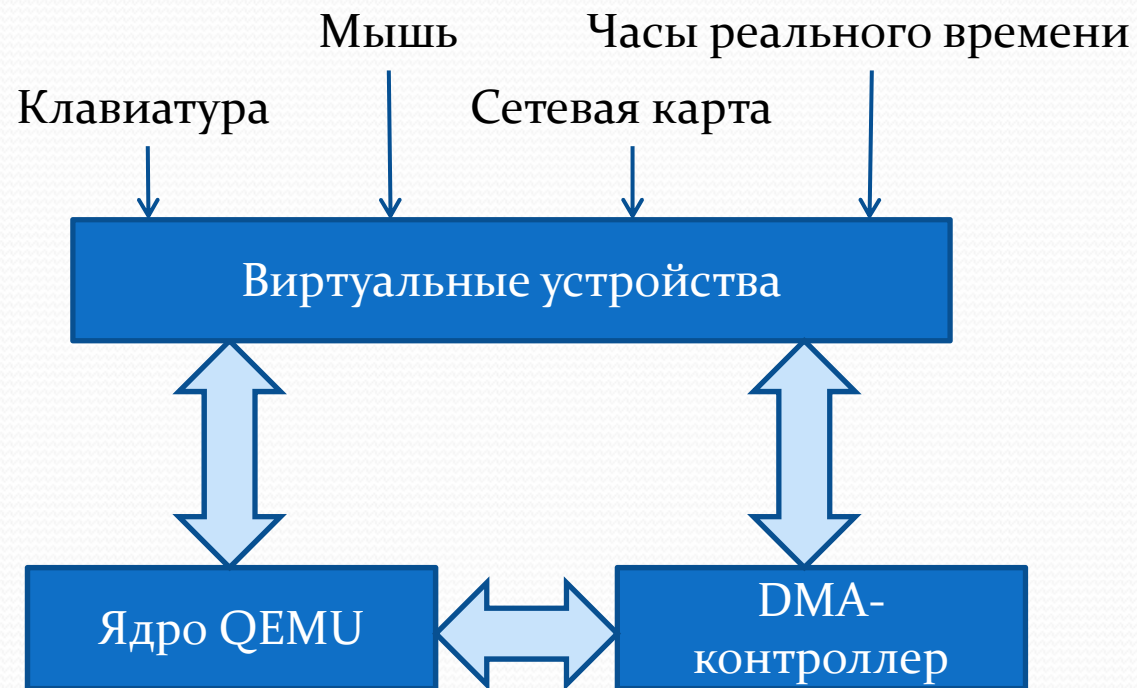 Мышь
Часы реального времени
Клавиатура
Сетевая карта
Виртуальные устройства
Ядро QEMU
DMA-
контроллер